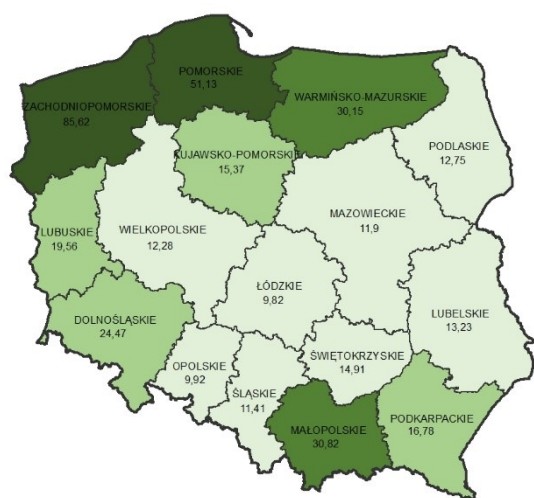 POMORSKIE
51,13
ZACHODNIOPOMORSKIE
85,62
WARMIŃSKO-MAZURSKIE
30,15
PODLASKIE
12,75
KUJAWSKO-POMORSKIE
15,37
MAZOWIECKIE
11,9
WIELKOPOLSKIE
12,28
LUBUSKIE
19,56
ŁÓDZKIE
9,82
LUBELSKIE
13,23
DOLNOŚLĄSKIE
24,47
OPOLSKIE
9,92
ŚWIĘTOKRZYSKIE
14,91
ŚLĄSKIE
11,41
MAŁOPOLSKIE
30,82
PODKARPACKIE
16,78